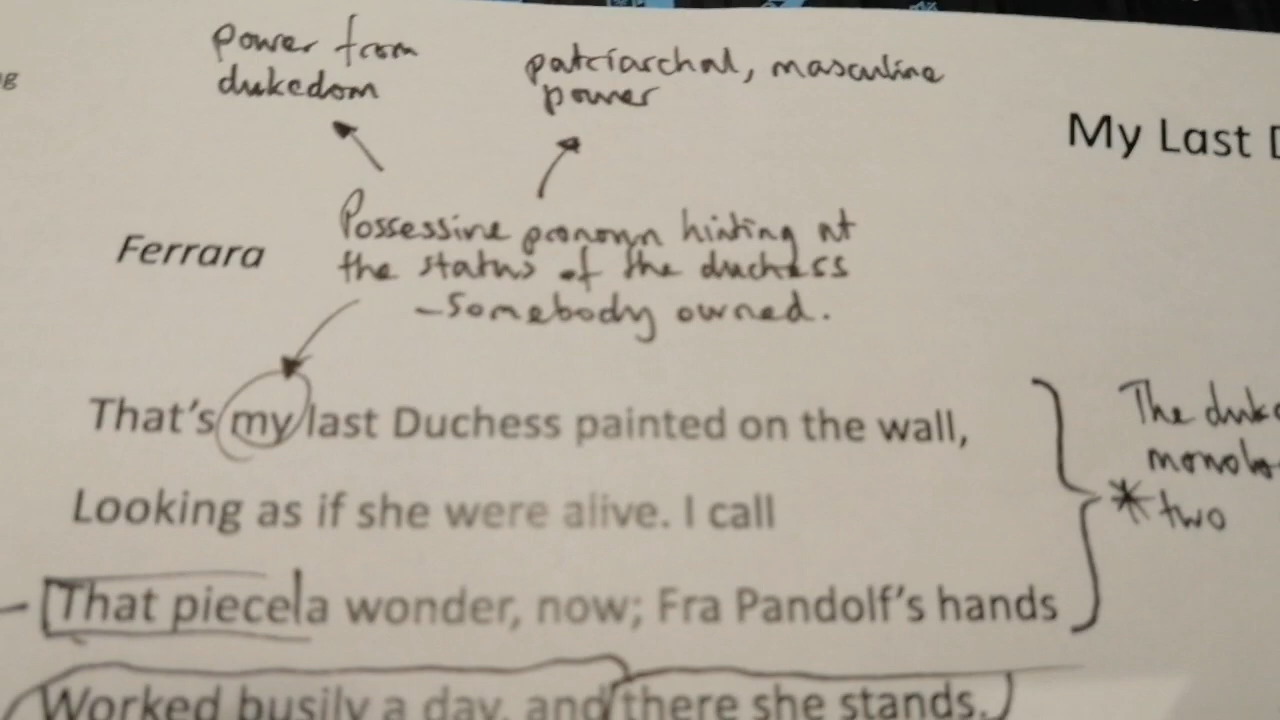 power from
dukedom
patriarchal, masculine
power
g
My Last
Possessive pronoun hinting at
the status of the duchess
- Somebody owned.
Ferrara
That's my last Duchess painted on the wall,
Looking as if she were alive. I call
That piece a wonder, now; Fra Pandolf's hands
Worked busily a day, and there she stands.
The
* two